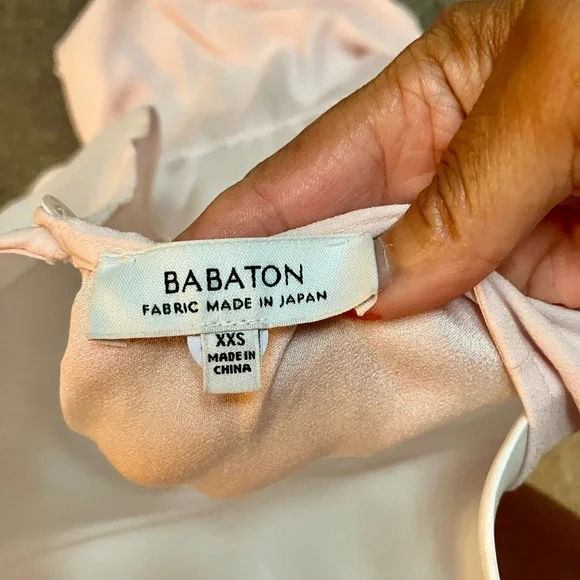 BABATON
FABRIC MADE IN JAPAN
XXS
MADE IN
CHINA